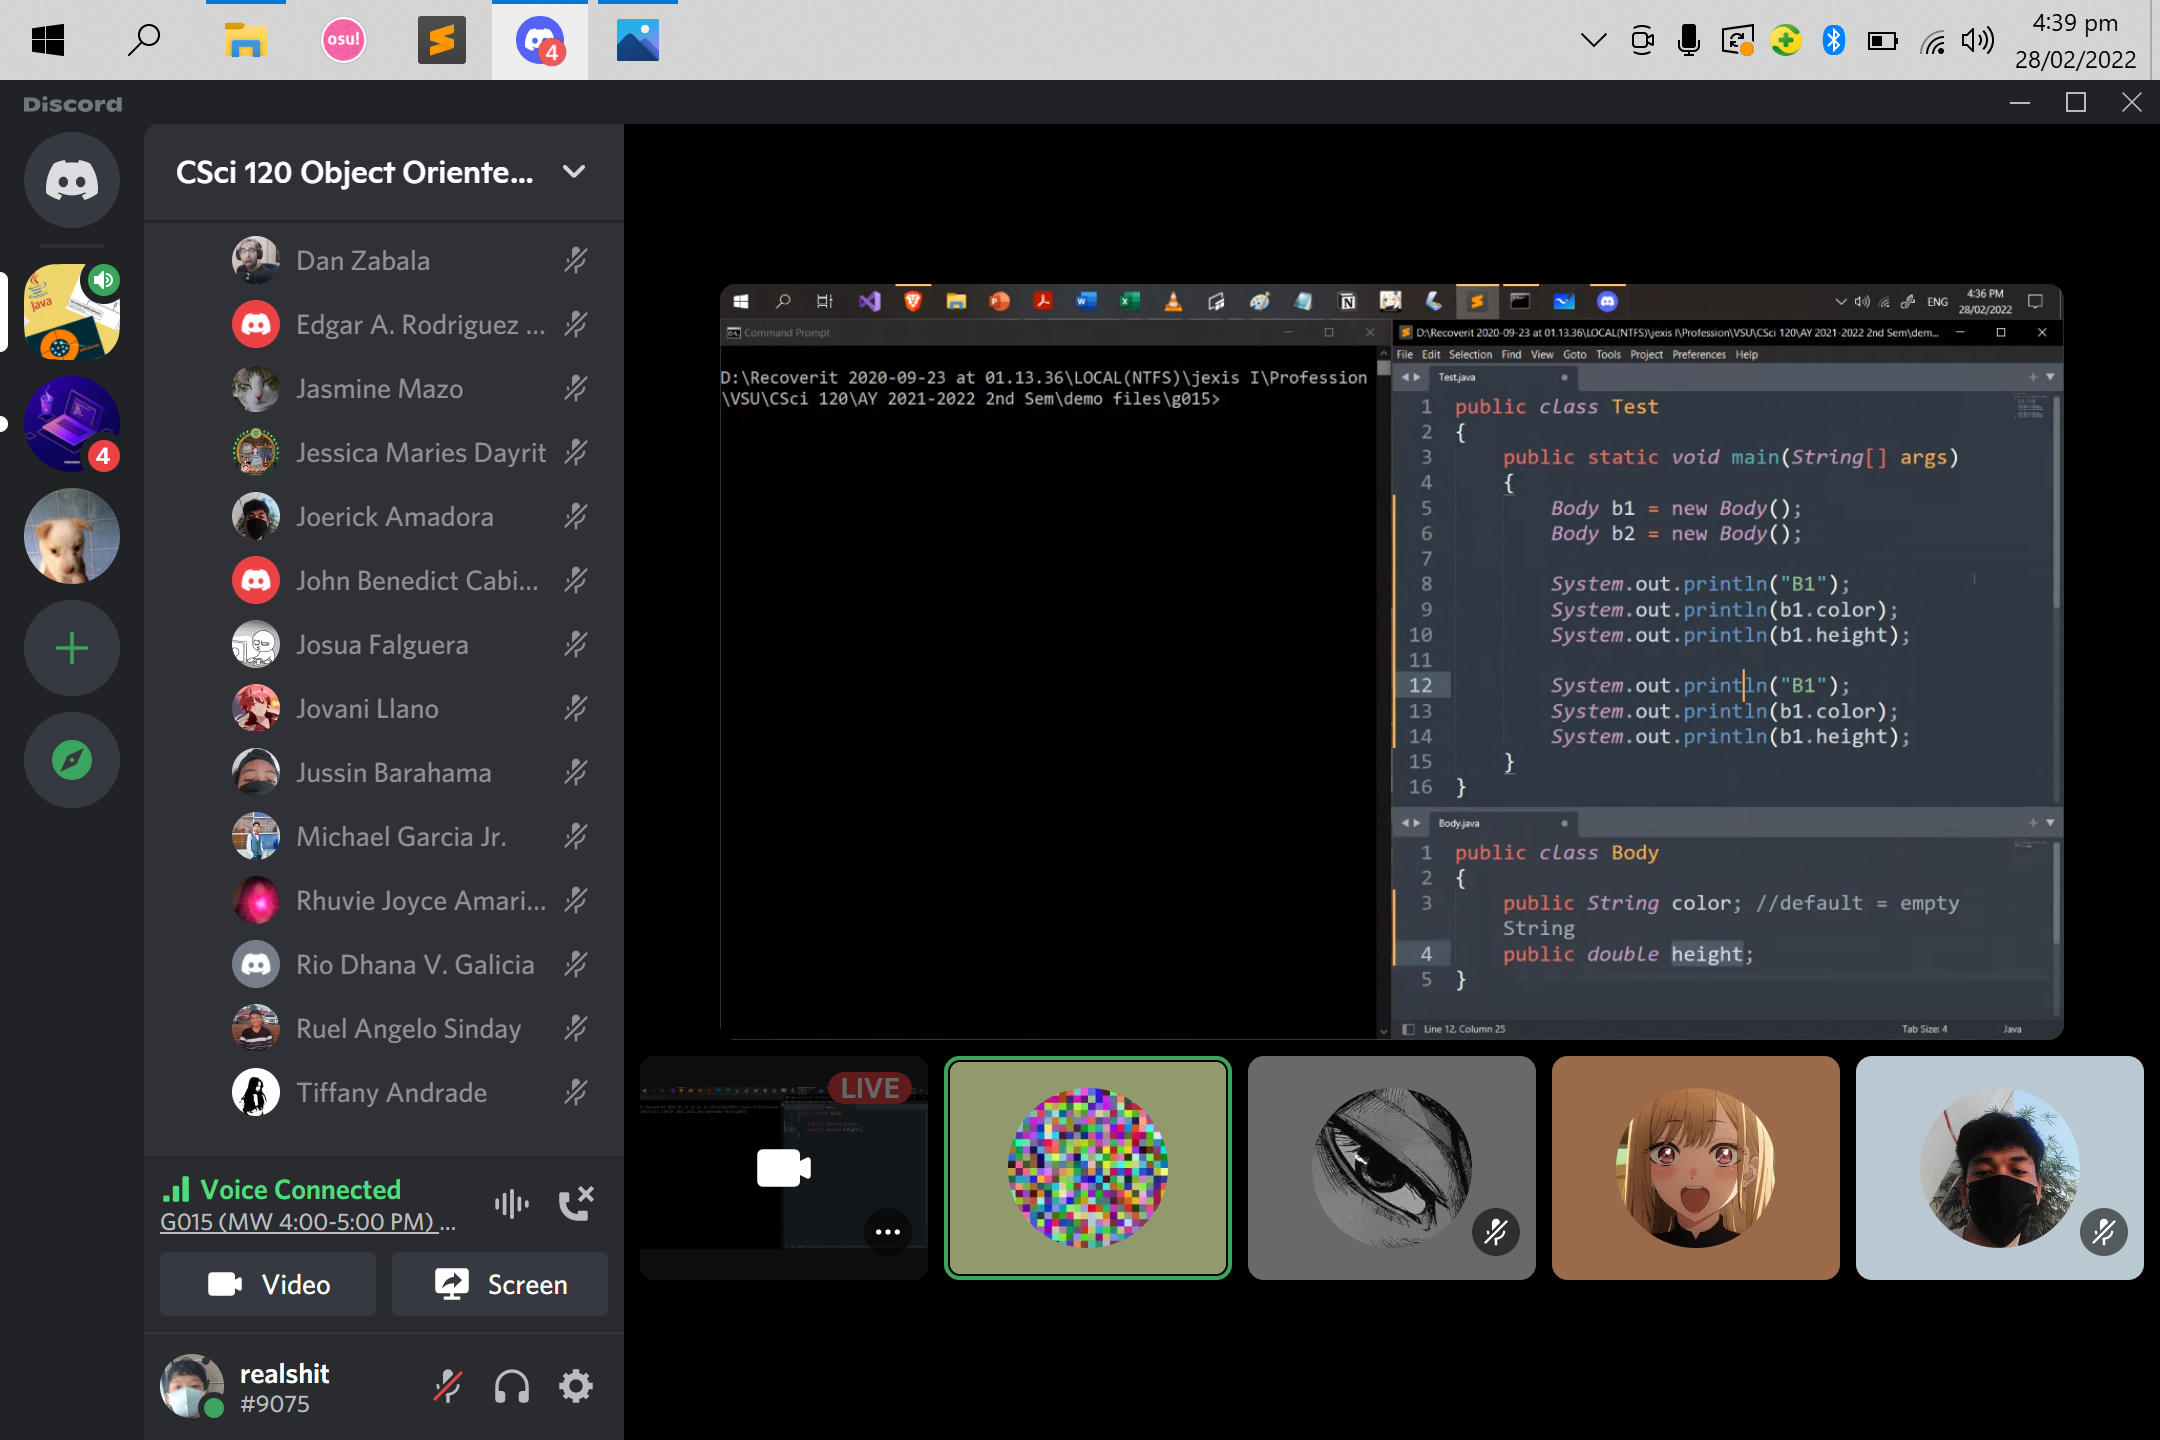 osu!
4
4:39 pm
28/02/2022
Discord
CSci 120 Object Oriente...
Dan Zabala
Edgar A. Rodriguez ...
Jasmine Mazo
Jessica Maries Dayrit
Joerick Amadora
John Benedict Cabi...
Josua Falguera
Jovani Llano
Jussin Barahama
Michael Garcia Jr.
Rhuvie Joyce Amari...
Rio Dhana V. Galicia
Ruel Angelo Sinday
Tiffany Andrade
Java
4
Voice Connected
G015 (MW 4:00-5:00 PM) ...
Video
Screen
realshit
#9075
ENG
4:36 PM
28/02/2022
Command Prompt
D:\Recoverit 2020-09-23 at 01.13.36\LOCAL(NTFS)\jexis I\Profession
\VSU\CSci 120\AY 2021-2022 2nd Sem\demo files\g015>
D:\Recoverit 2020-09-23 at 01.13.36\LOCAL(NTFS)\jexis I\Profession\VSU\CSci 120\AY 2021-2022 2nd Sem\dem...
File Edit Selection Find View Goto Tools Project Preferences Help
Test.java
1 public class Test
2 {
3 public static void main(String[] args)
4 {
5 Body b1 = new Body();
6 Body b2 = new Body();
7
8 System.out.println("B1");
9 System.out.println(b1.color);
10 System.out.println(b1.height);
11
12 System.out.println("B1");
13 System.out.println(b1.color);
14 System.out.println(b1.height);
15 }
16 }
Body.java
1 public class Body
2 {
3 public String color; //default = empty
String
4 public double height;
5 }
Line 12, Column 25
Tab Size: 4
Java
LIVE